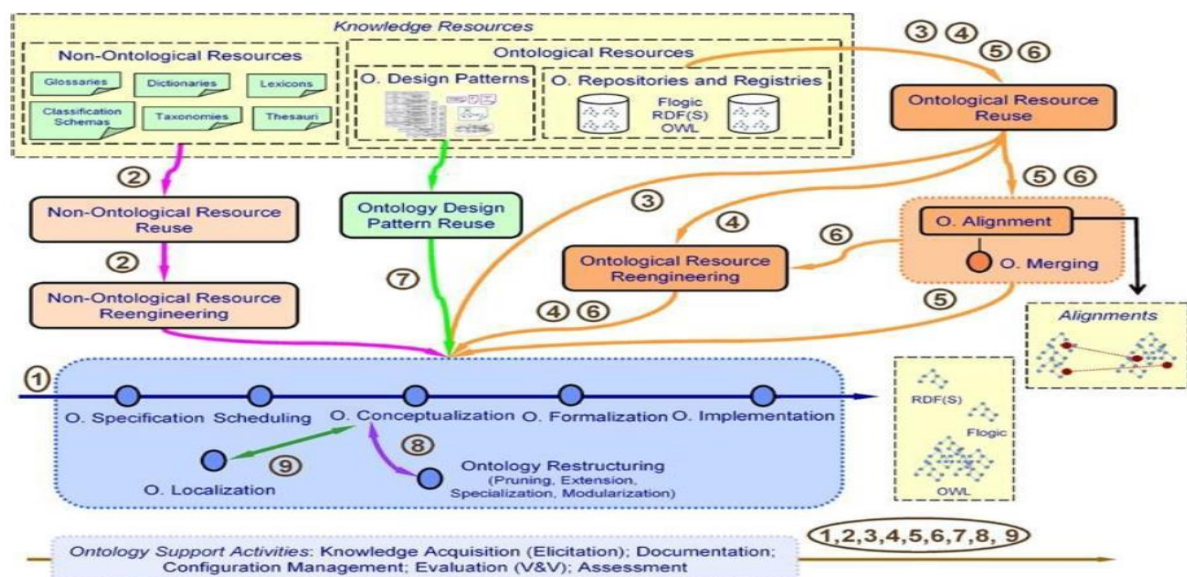 Knowledge Resources
Non-Ontological Resources
Glossaries
Dictionaries
Lexicons
Classification
Schemas
Taxonomies
Thesauri
Ontological Resources
O. Design Patterns
O. Repositories and Registries
Flogic
RDF(S)
OWL
3 4
5 6
Ontological Resource
Reuse
2
Non-Ontological Resource
Reuse
2
Non-Ontological Resource
Reengineering
Ontology Design
Pattern Reuse
7
3
4
5 6
Ontological Resource
Reengineering
6
4 6
O. Alignment
O. Merging
5
Alignments
1
O. Specification
Scheduling
O. Conceptualization
O. Formalization
O. Implementation
9
8
O. Localization
Ontology Restructuring
(Pruning, Extension,
Specialization, Modularization)
RDF(S)
Flogic
OWL
1,2,3,4,5,6,7,8, 9
Ontology Support Activities: Knowledge Acquisition (Elicitation); Documentation;
Configuration Management; Evaluation (V&V); Assessment